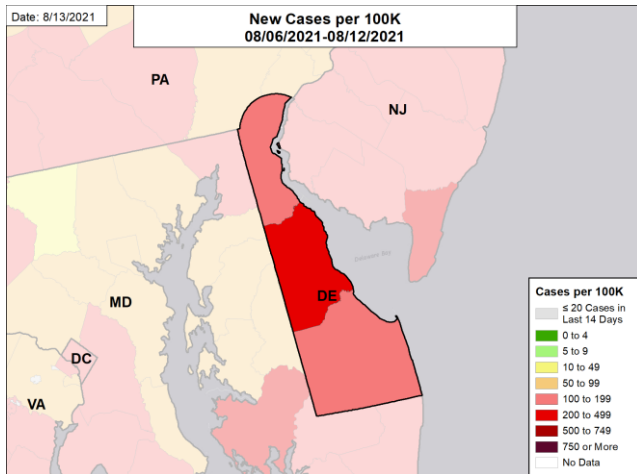 Date: 8/13/2021
New Cases per 100K
08/06/2021-08/12/2021
PA
NJ
Delaware Bay
MD
DE
DC
VA
Cases per 100K
≤ 20 Cases in
Last 14 Days
0 to 4
5 to 9
10 to 49
50 to 99
100 to 199
200 to 499
500 to 749
750 or More
No Data